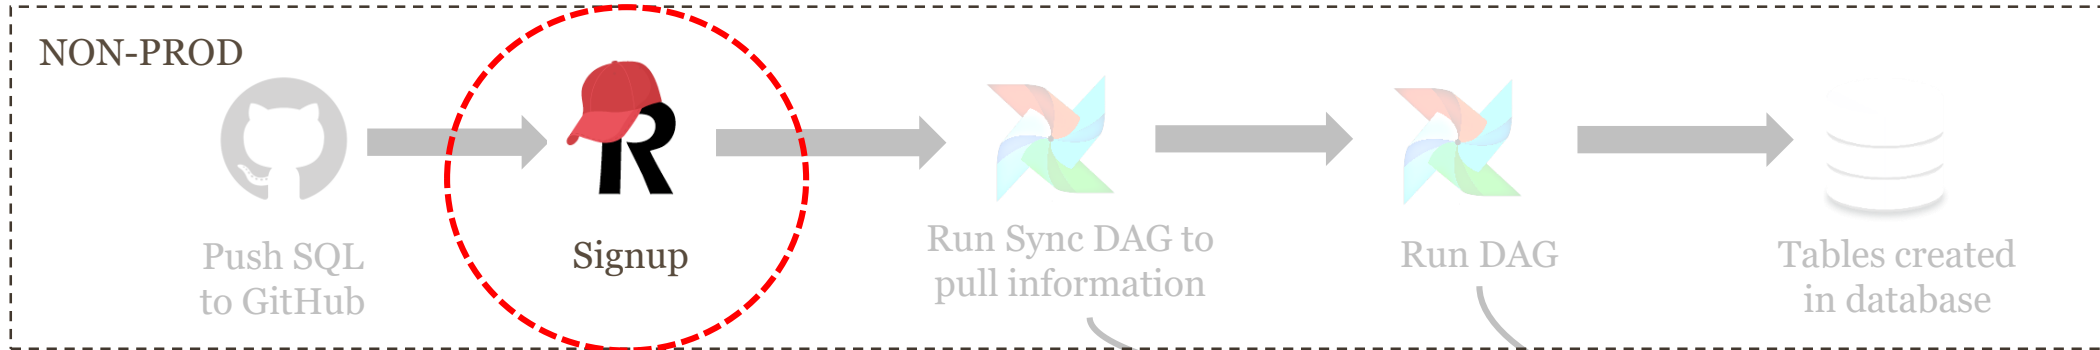 NON-PROD
R
Push SQL
to GitHub
Signup
Run Sync DAG to
pull information
Run DAG
Tables created
in database